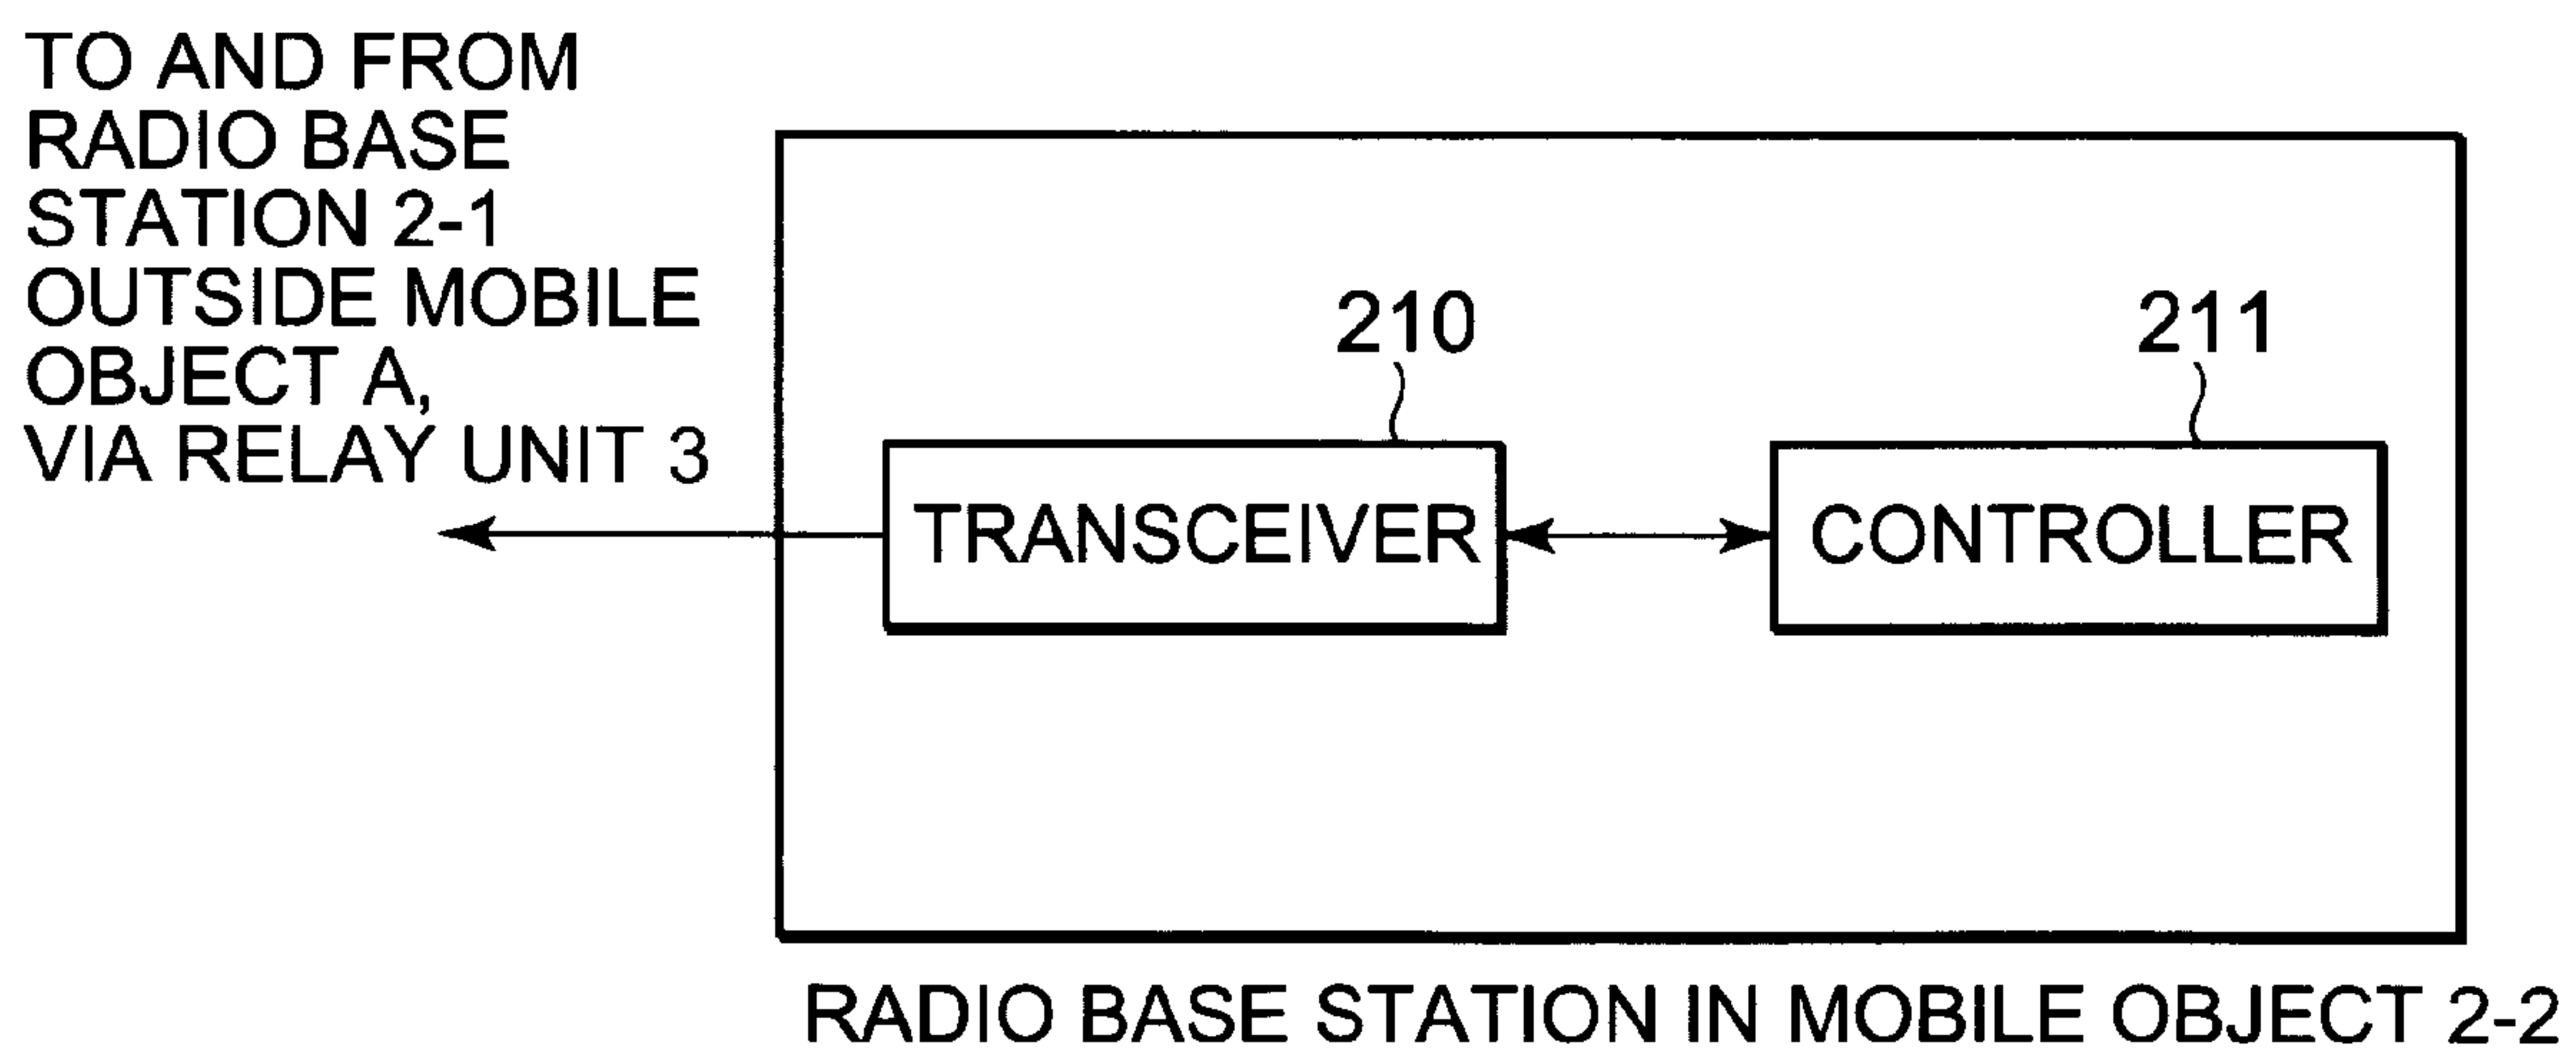 TO AND FROM
RADIO BASE
STATION 2-1
OUTSIDE MOBILE
OBJECT A,
VIA RELAY UNIT 3
210
211
TRANSCEIVER
CONTROLLER
RADIO BASE STATION IN MOBILE OBJECT 2-2